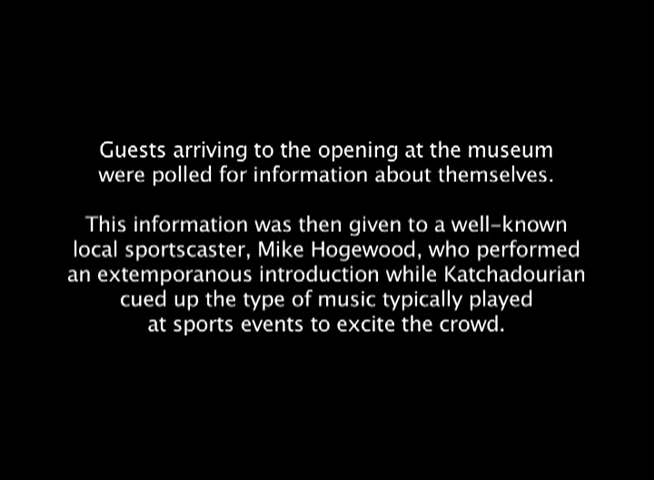 Guests arriving to the opening at the museum
were polled for information about themselves.
This information was then given to a well-known
local sportscaster, Mike Hogewood, who performed
an extemporanous introduction while Katchadourian
cued up the type of music typically played
at sports events to excite the crowd.